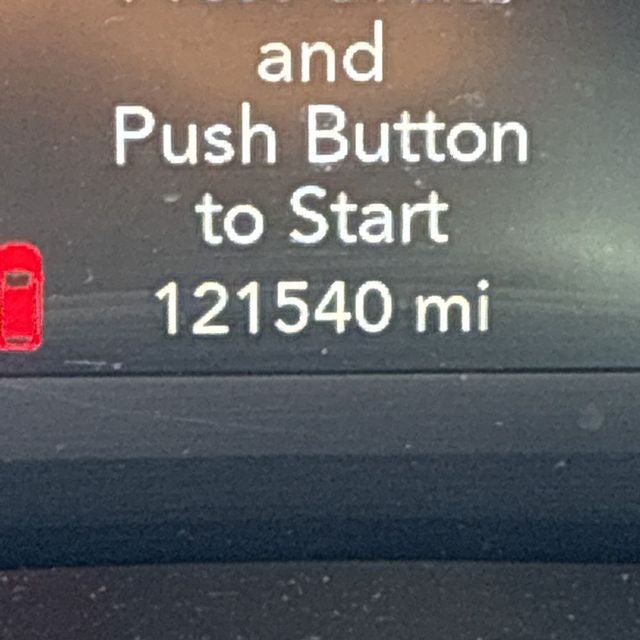 and
Push Button
to Start
121540 mi